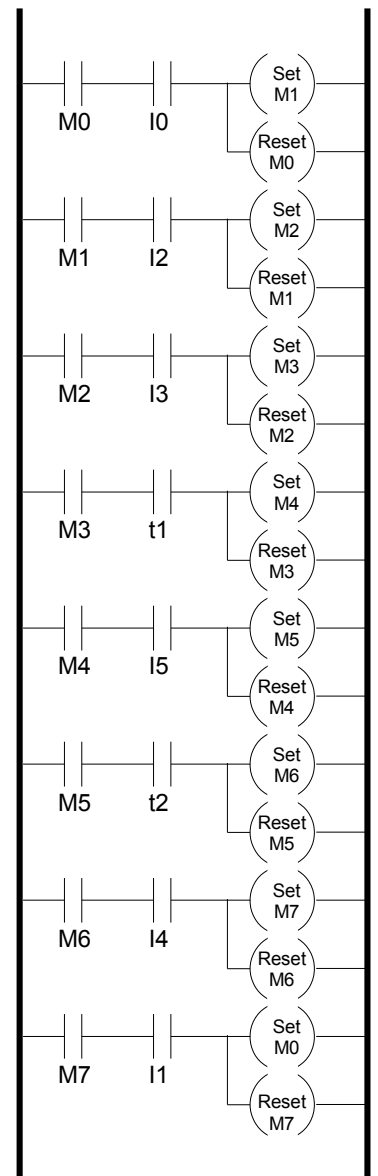 Set
M1
M0 I0
Reset
M0
Set
M2
M1 I2
Reset
M1
Set
M3
M2 I3
Reset
M2
Set
M4
M3 t1
Reset
M3
Set
M5
M4 I5
Reset
M4
Set
M6
M5 t2
Reset
M5
Set
M7
M6 I4
Reset
M6
Set
M0
M7 I1
Reset
M7